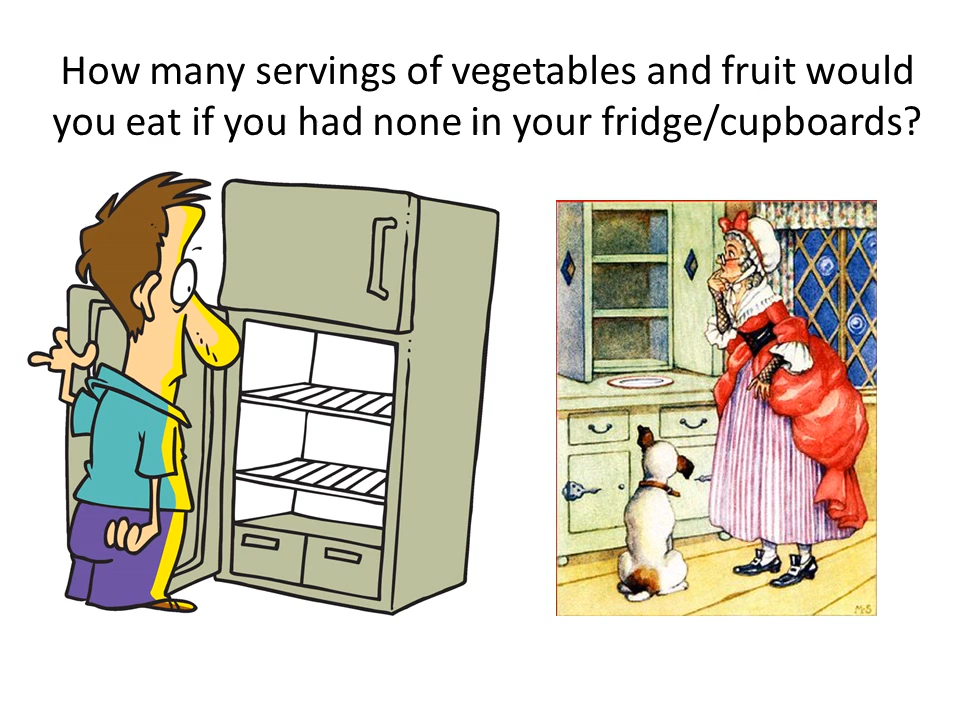 How many servings of vegetables and fruit would
you eat if you had none in your fridge/cupboards?